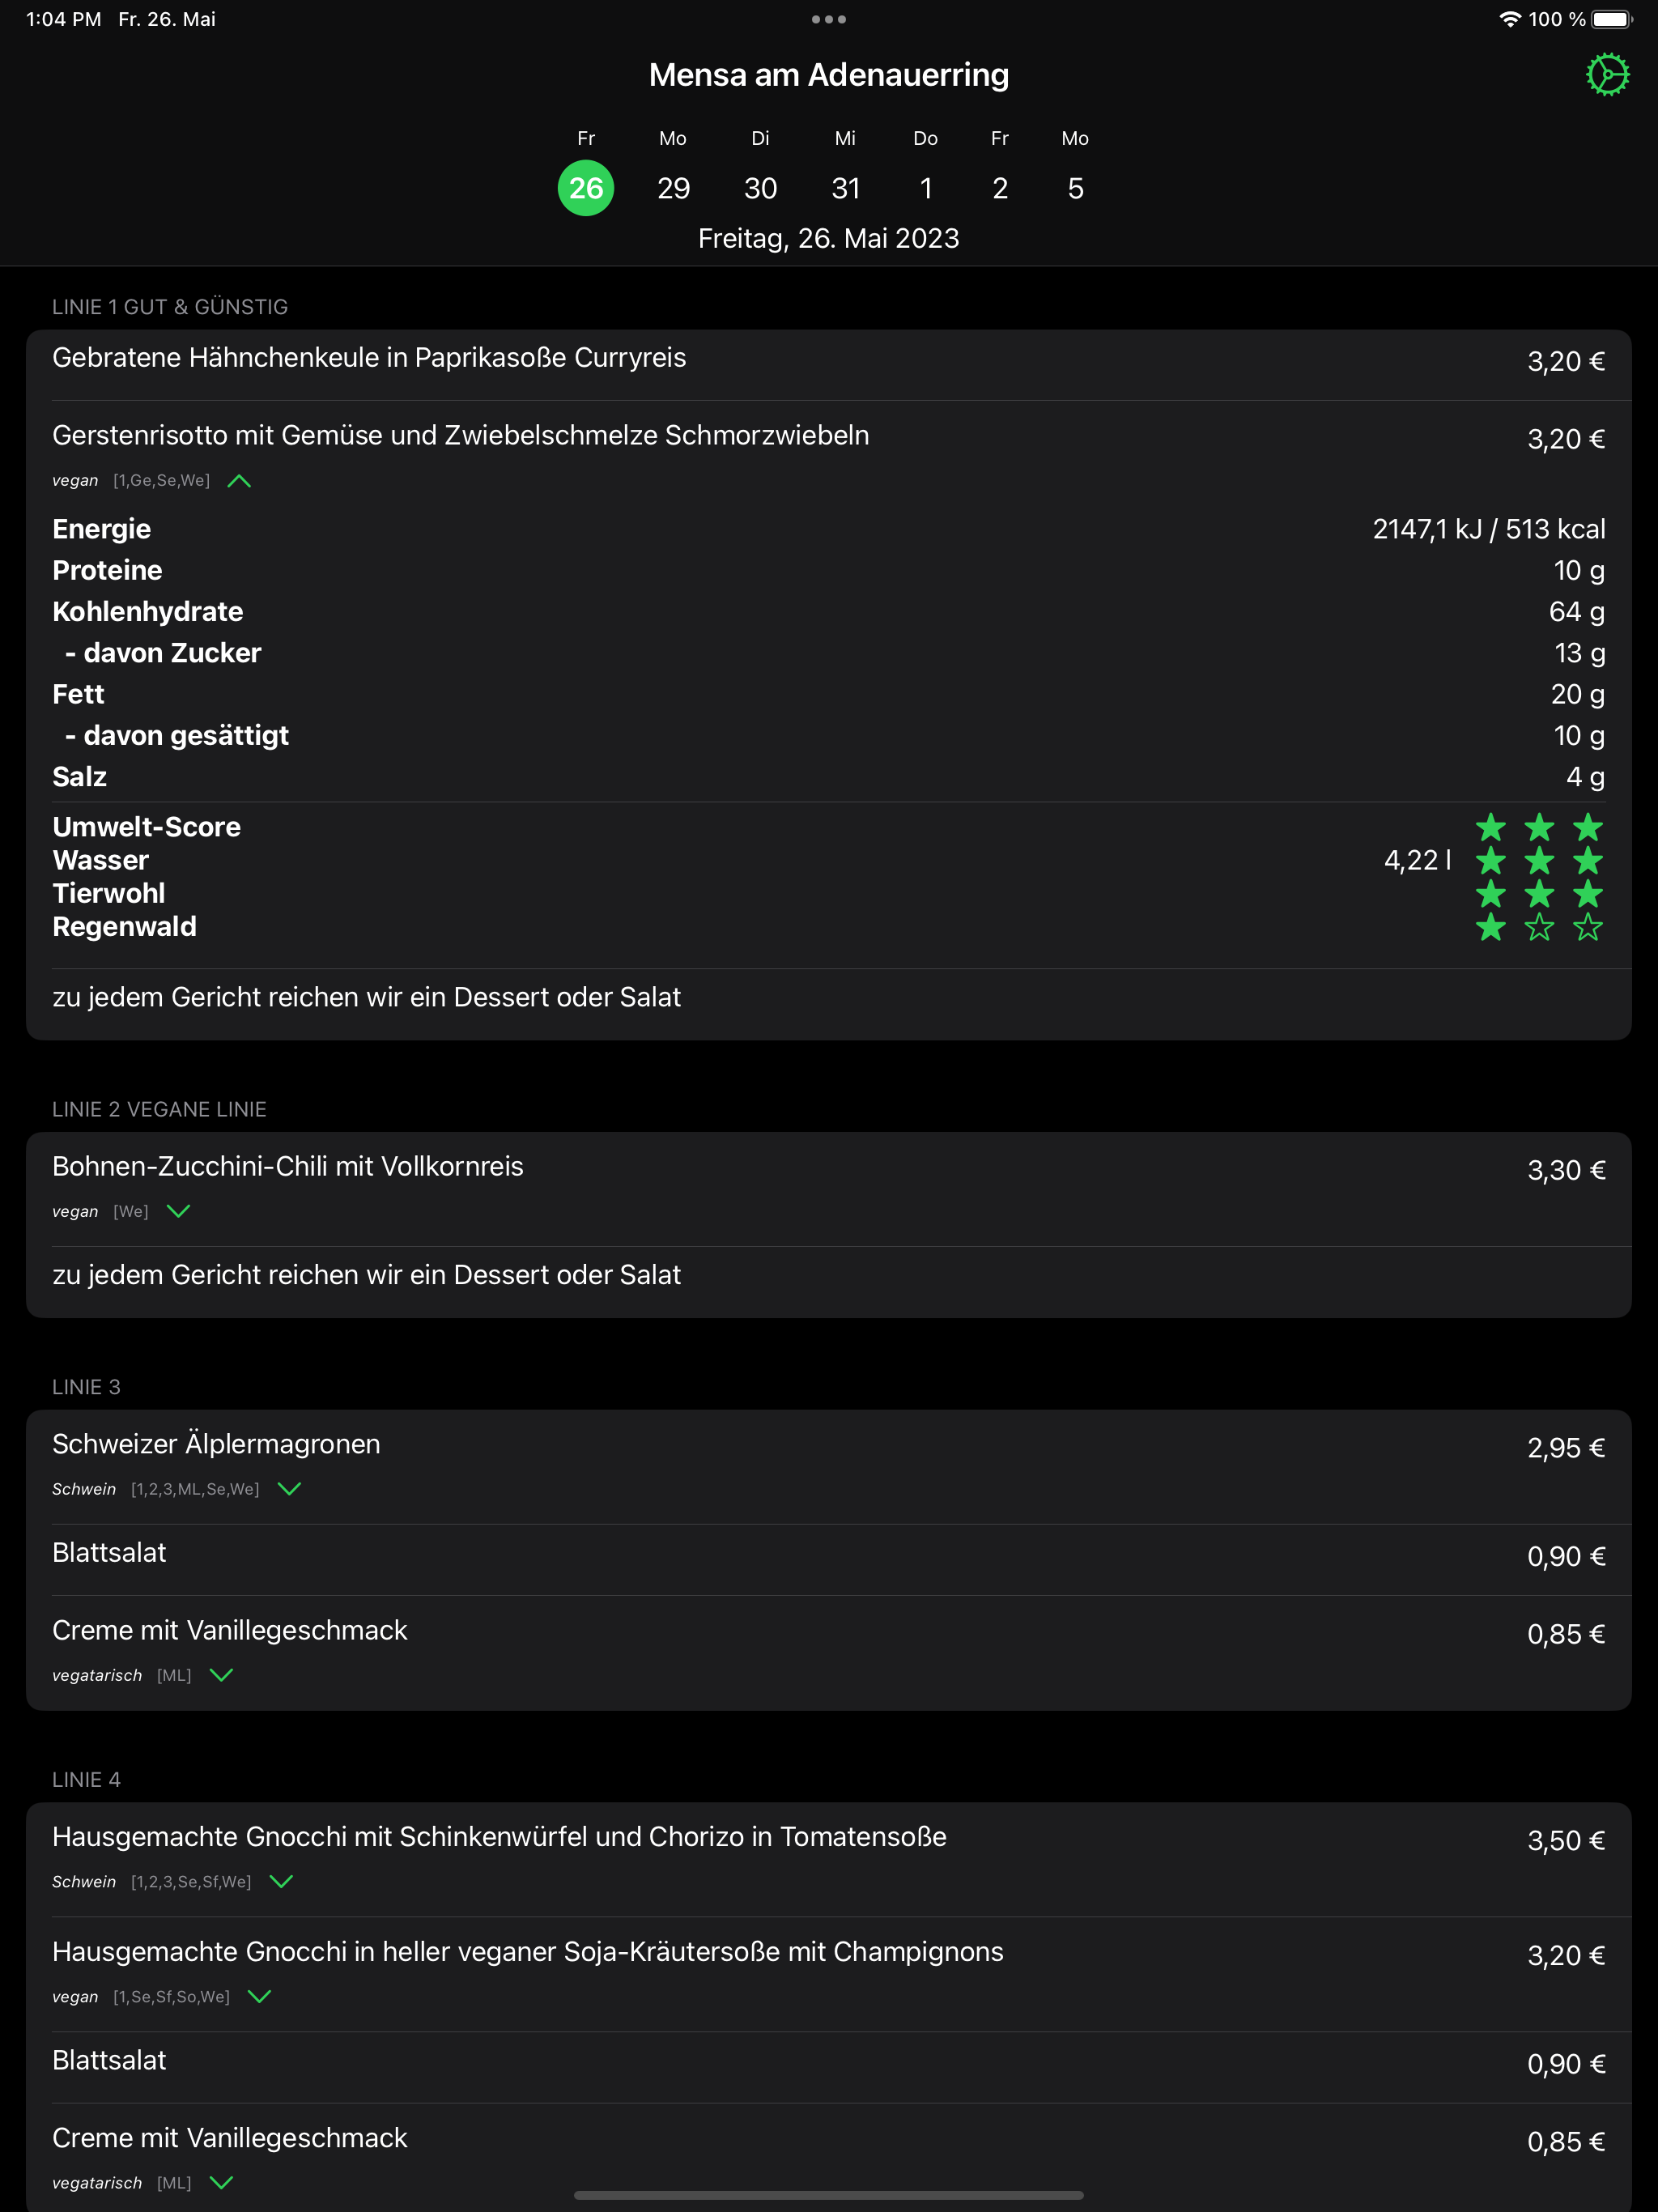 1:04 PM Fr. 26. Mai
100 %
Mensa am Adenauerring
Fr Mo Di Mi Do Fr Mo
26 29 30 31 1 2 5
Freitag, 26. Mai 2023
LINIE 1 GUT & GÜNSTIG
Gebratene Hähnchenkeule in Paprikasoße Curryreis 3,20 €
Gerstenrisotto mit Gemüse und Zwiebelschmelze Schmorzwiebeln 3,20 €
vegan [1,Ge,Se,We]
Energie 2147,1 kJ / 513 kcal
Proteine 10 g
Kohlenhydrate 64 g
- davon Zucker 13 g
Fett 20 g
- davon gesättigt 10 g
Salz 4 g
Umwelt-Score
Wasser 4,22 l
Tierwohl
Regenwald
zu jedem Gericht reichen wir ein Dessert oder Salat
LINIE 2 VEGANE LINIE
Bohnen-Zucchini-Chili mit Vollkornreis 3,30 €
vegan [We]
zu jedem Gericht reichen wir ein Dessert oder Salat
LINIE 3
Schweizer Älplermagronen 2,95 €
Schwein [1,2,3,ML,Se,We]
Blattsalat 0,90 €
Creme mit Vanillegeschmack 0,85 €
vegatarisch [ML]
LINIE 4
Hausgemachte Gnocchi mit Schinkenwürfel und Chorizo in Tomatensoße 3,50 €
Schwein [1,2,3,Se,Sf,We]
Hausgemachte Gnocchi in heller veganer Soja-Kräutersoße mit Champignons 3,20 €
vegan [1,Se,Sf,So,We]
Blattsalat 0,90 €
Creme mit Vanillegeschmack 0,85 €
vegatarisch [ML]